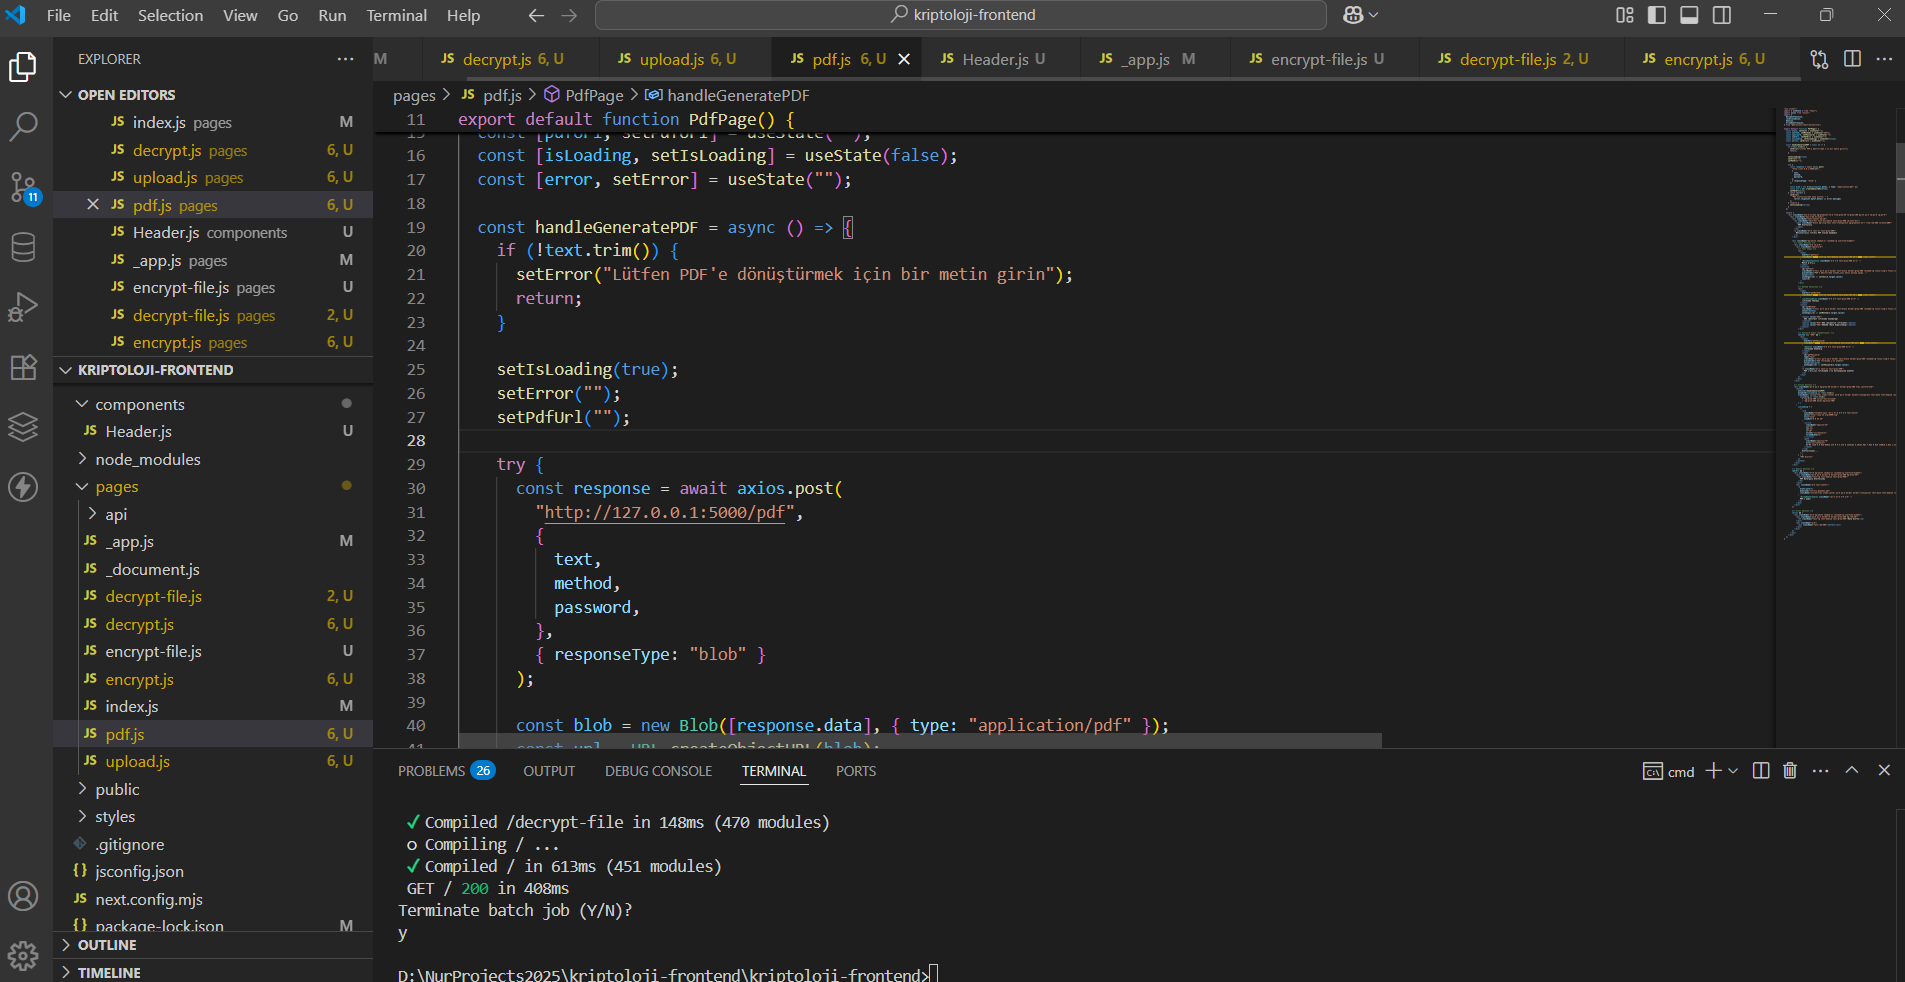 File Edit Selection View Go Run Terminal Help
kriptoloji-frontend
EXPLORER
M
JS decrypt.js 6, U
JS upload.js 6, U
JS pdf.js 6, U
JS Header.js U
JS _app.js M
JS encrypt-file.js U
JS decrypt-file.js 2, U
JS encrypt.js 6, U
OPEN EDITORS
JS index.js pages M
JS decrypt.js pages 6, U
JS upload.js pages 6, U
JS pdf.js pages 6, U
JS Header.js components U
JS _app.js pages M
JS encrypt-file.js pages U
JS decrypt-file.js pages 2, U
JS encrypt.js pages 6, U
11
KRIPTOLOJI-FRONTEND
components
JS Header.js U
node_modules
pages
api
JS _app.js M
JS _document.js
JS decrypt-file.js 2, U
JS decrypt.js 6, U
JS encrypt-file.js U
JS encrypt.js 6, U
JS index.js M
JS pdf.js 6, U
JS upload.js 6, U
public
styles
.gitignore
{} jsconfig.json
JS next.config.mjs
{} package-lock.json M
OUTLINE
TIMELINE
pages > JS pdf.js > PdfPage > handleGeneratePDF
11 export default function PdfPage() {
15 const [pdfUrl, setPdfUrl] = useState("");
16 const [isLoading, setIsLoading] = useState(false);
17 const [error, setError] = useState("");
18
19 const handleGeneratePDF = async () => {
20 if (!text.trim()) {
21 setError("Lütfen PDF'e dönüştürmek için bir metin girin");
22 return;
23 }
24
25 setIsLoading(true);
26 setError("");
27 setPdfUrl("");
28
29 try {
30 const response = await axios.post(
31 "http://127.0.0.1:5000/pdf",
32 {
33 text,
34 method,
35 password,
36 },
37 { responseType: "blob" }
38 );
39
40 const blob = new Blob([response.data], { type: "application/pdf" });
41 const url = URL.createObjectURL(blob);
PROBLEMS 26 OUTPUT DEBUG CONSOLE TERMINAL PORTS
cmd
✓ Compiled /decrypt-file in 148ms (470 modules)
o Compiling / ...
✓ Compiled / in 613ms (451 modules)
GET / 200 in 408ms
Terminate batch job (Y/N)?
y
D:\NurProjects2025\kriptoloji-frontend\kriptoloji-frontend>